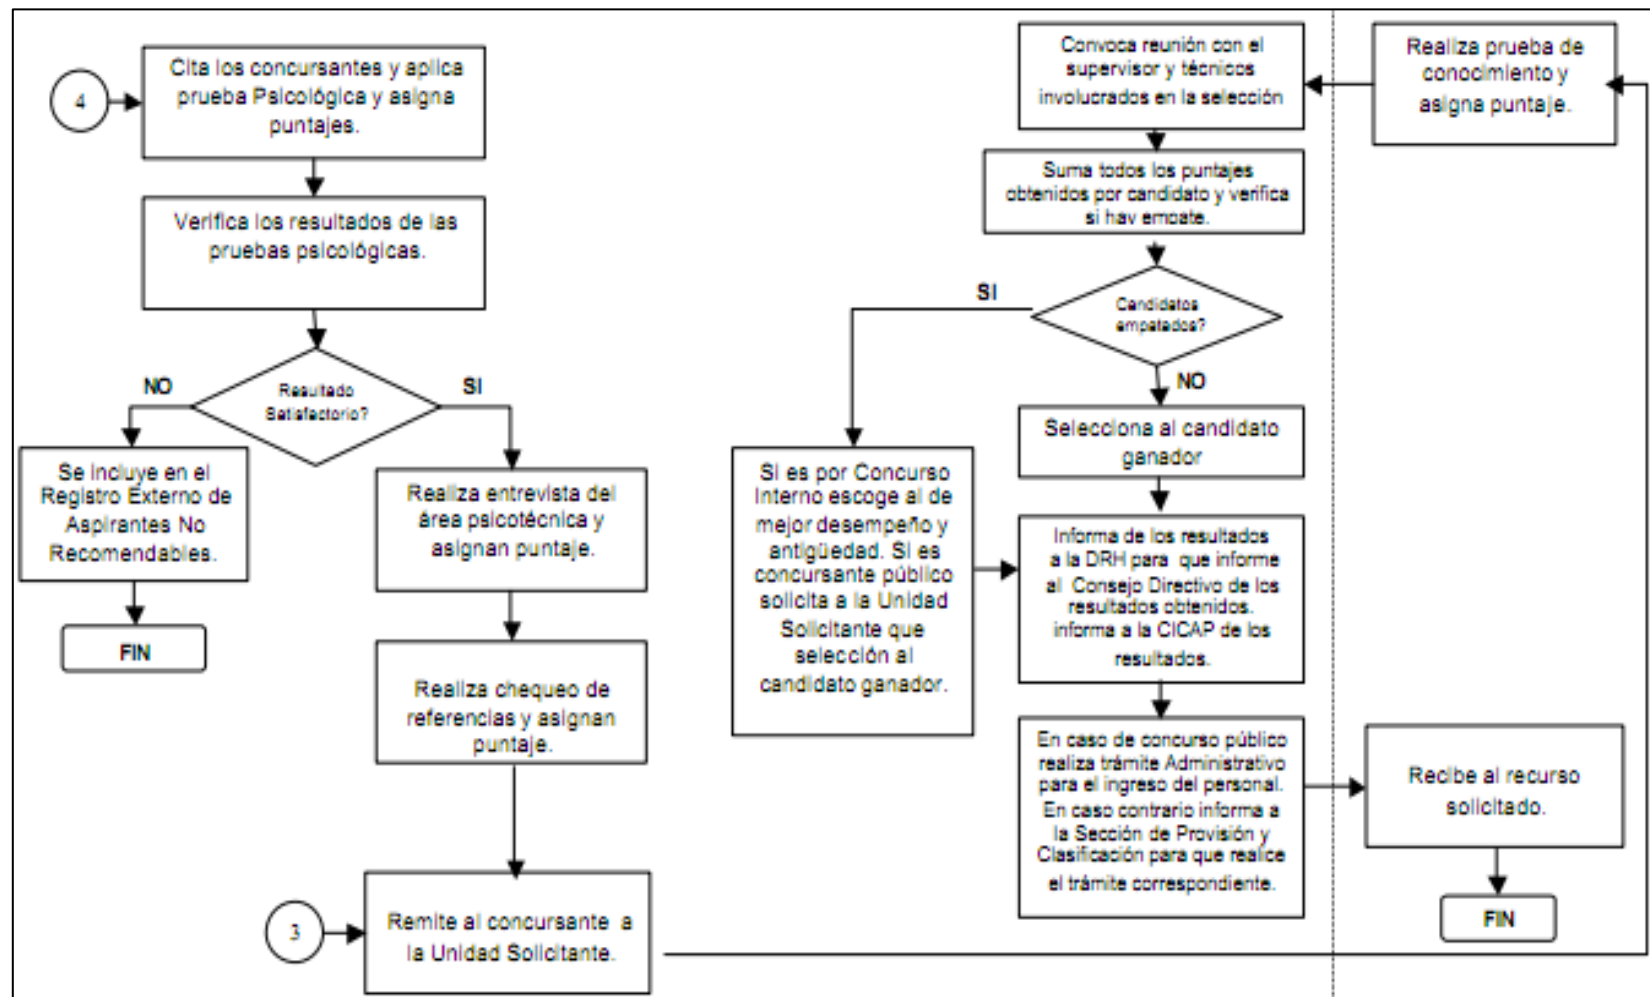 4
Cita los concursantes y aplica
prueba Psicológica y asigna
puntajes.
Verifica los resultados de las
pruebas psicológicas.
Resultado
Satisfactorio?
NO
SI
Se incluye en el
Registro Externo de
Aspirantes No
Recomendables.
FIN
Realiza entrevista del
área psicotécnica y
asignan puntaje.
Realiza chequeo de
referencias y asignan
puntaje.
3
Remite al concursante a
la Unidad Solicitante.
Realiza prueba de
conocimiento y
asigna puntaje.
Convoca reunión con el
supervisor y técnicos
involucrados en la selección
Suma todos los puntajes
obtenidos por candidato y verifica
si hay empate.
Candidatos
empatados?
SI
NO
Si es por Concurso
Interno escoge al de
mejor desempeño y
antigüedad. Si es
concursante público
solicita a la Unidad
Solicitante que
selección al
candidato ganador.
Selecciona al candidato
ganador
Informa de los resultados
a la DRH para que informe
al Consejo Directivo de los
resultados obtenidos.
informa a la CICAP de los
resultados.
En caso de concurso público
realiza trámite Administrativo
para el ingreso del personal.
En caso contrario informa a
la Sección de Provisión y
Clasificación para que realice
el trámite correspondiente.
Recibe al recurso
solicitado.
FIN